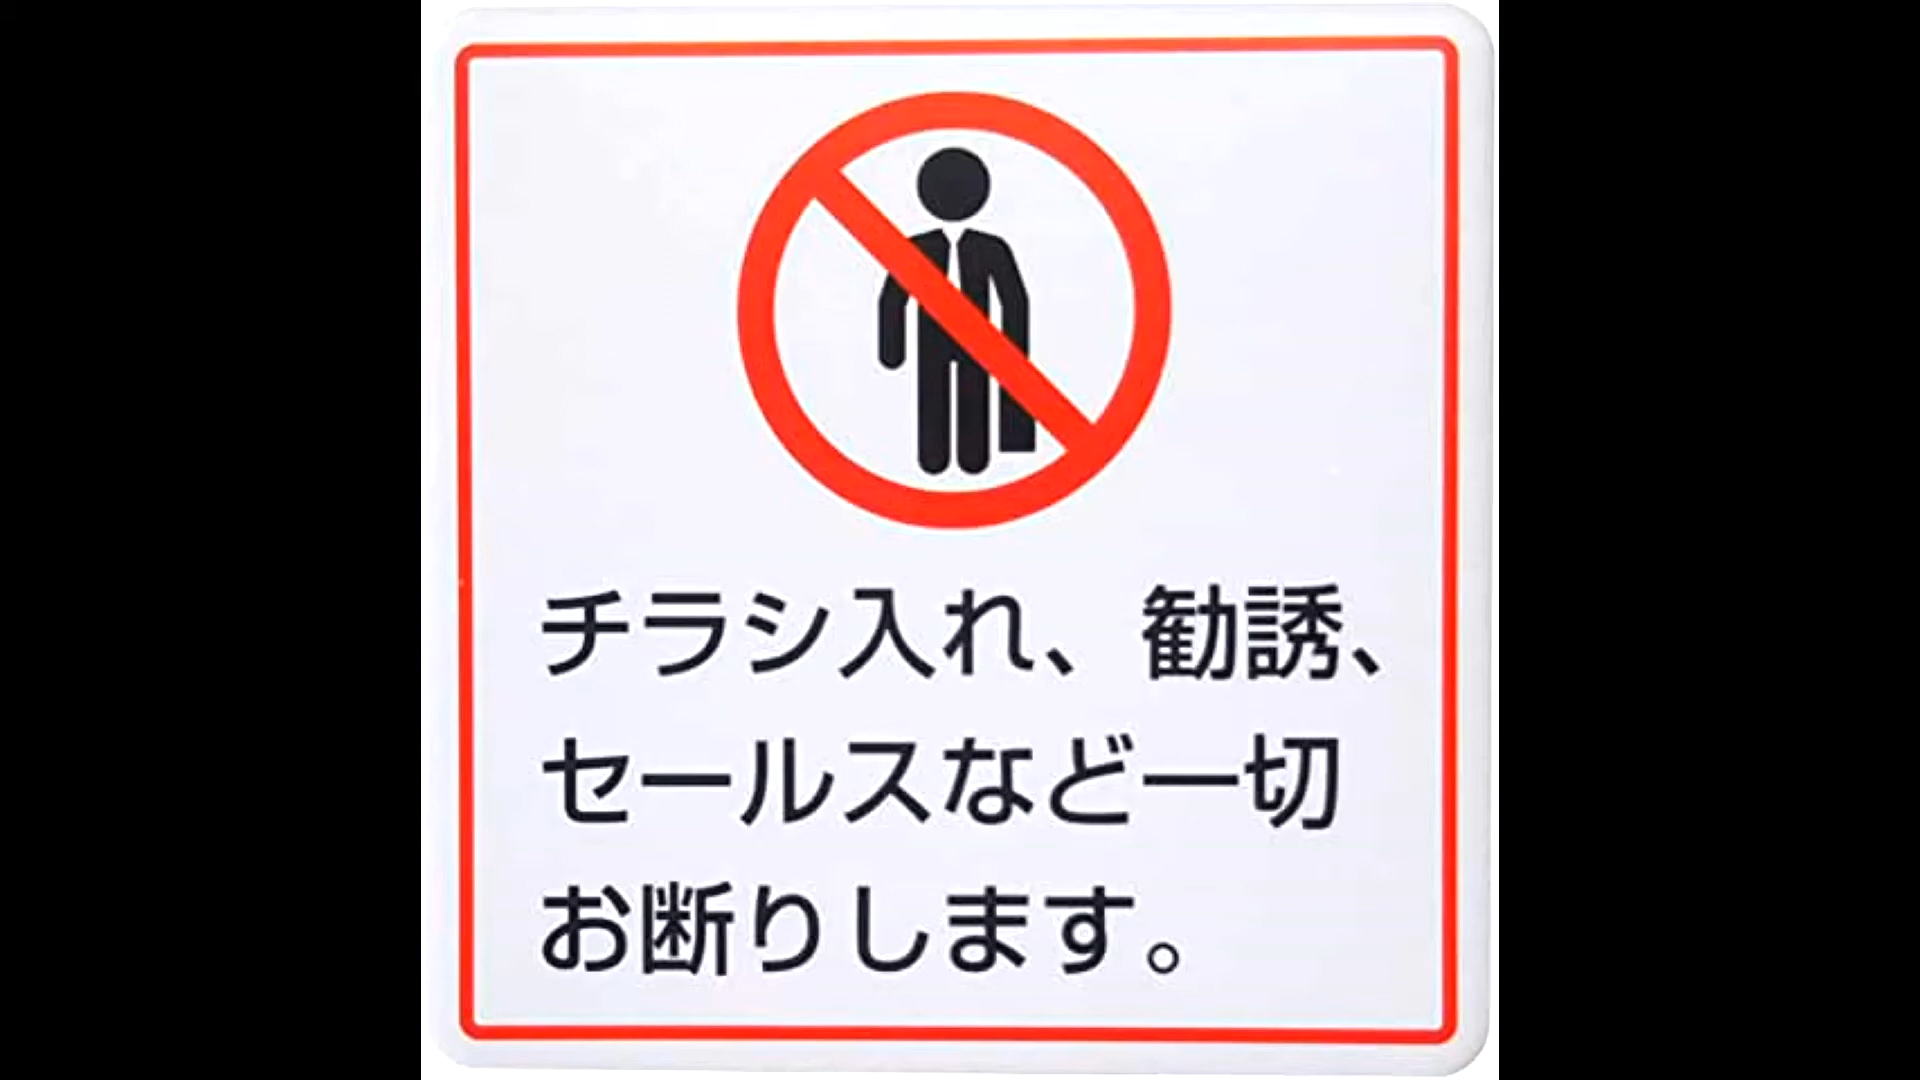 チラシ入れ、勧誘、
セールスなど一切
お断りします。